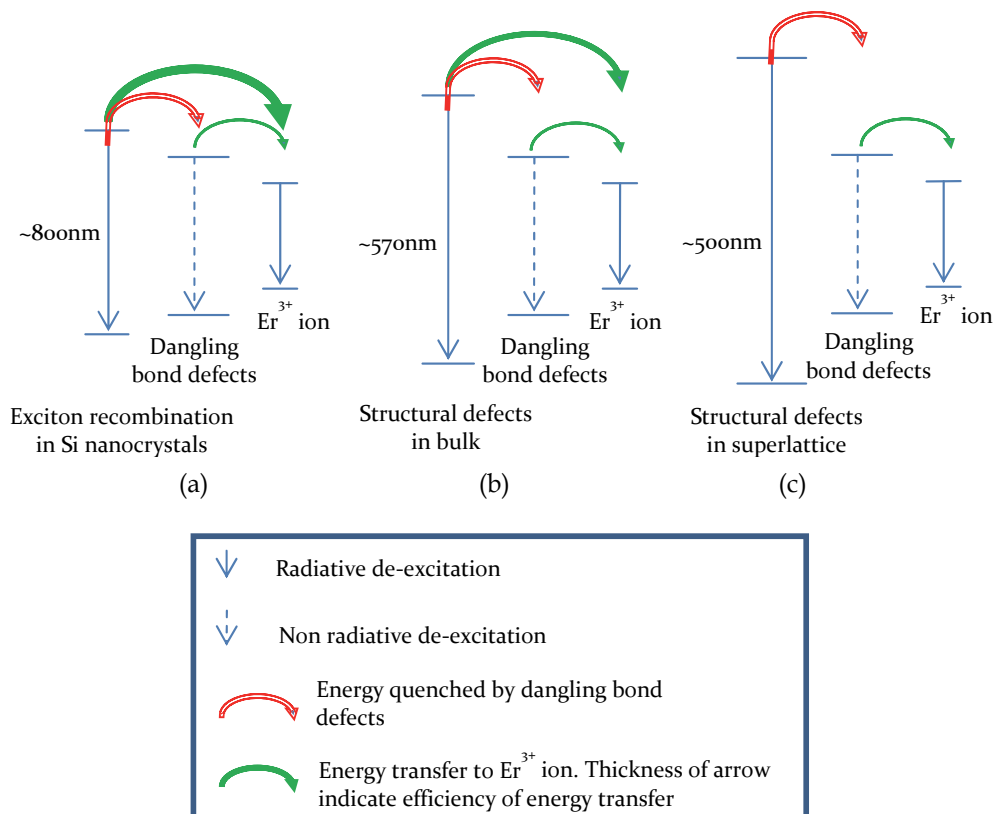 ~800nm
Er³⁺ ion
Dangling
bond defects
Exciton recombination
in Si nanocrystals
(a)
~570nm
Er³⁺ ion
Dangling
bond defects
Structural defects
in bulk
(b)
~500nm
Er³⁺ ion
Dangling
bond defects
Structural defects
in superlattice
(c)
Radiative de-excitation
Non radiative de-excitation
Energy quenched by dangling bond
defects
Energy transfer to Er³⁺ ion. Thickness of arrow
indicate efficiency of energy transfer